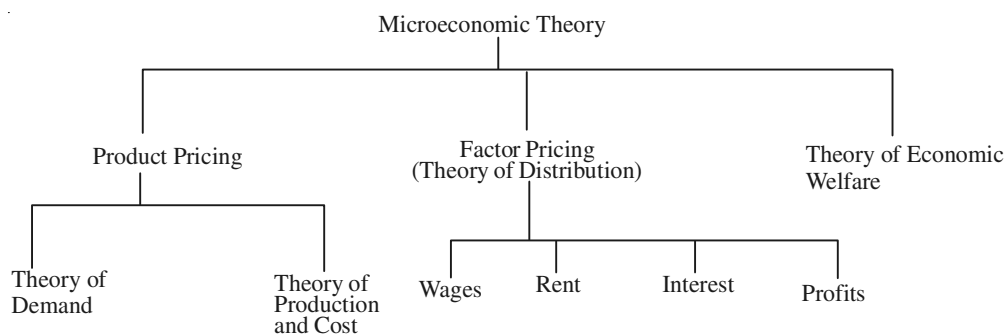 Microeconomic Theory
Product Pricing
Factor Pricing
(Theory of Distribution)
Theory of Economic
Welfare
Theory of
Demand
Theory of
Production
and Cost
Wages
Rent
Interest
Profits